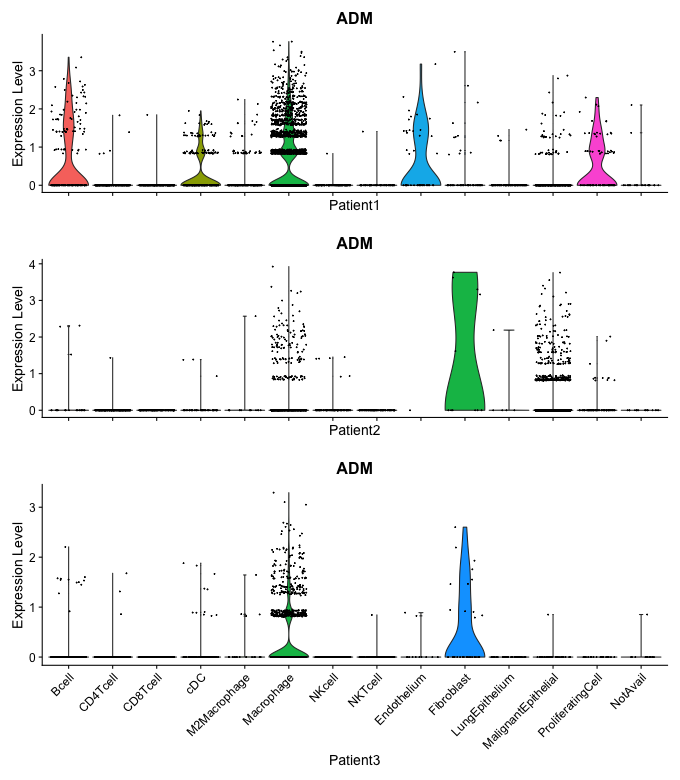 ADM
Expression Level
3
2
1
0
Patient1
ADM
Expression Level
4
3
2
1
0
Patient2
ADM
Expression Level
3
2
1
0
Bcell
CD4Tcell
CD8Tcell
cDC
M2Macrophage
Macrophage
NKcell
NKTcell
Endothelium
Fibroblast
LungEpithelium
MalignantEpithelial
ProliferatingCell
NotAvail
Patient3